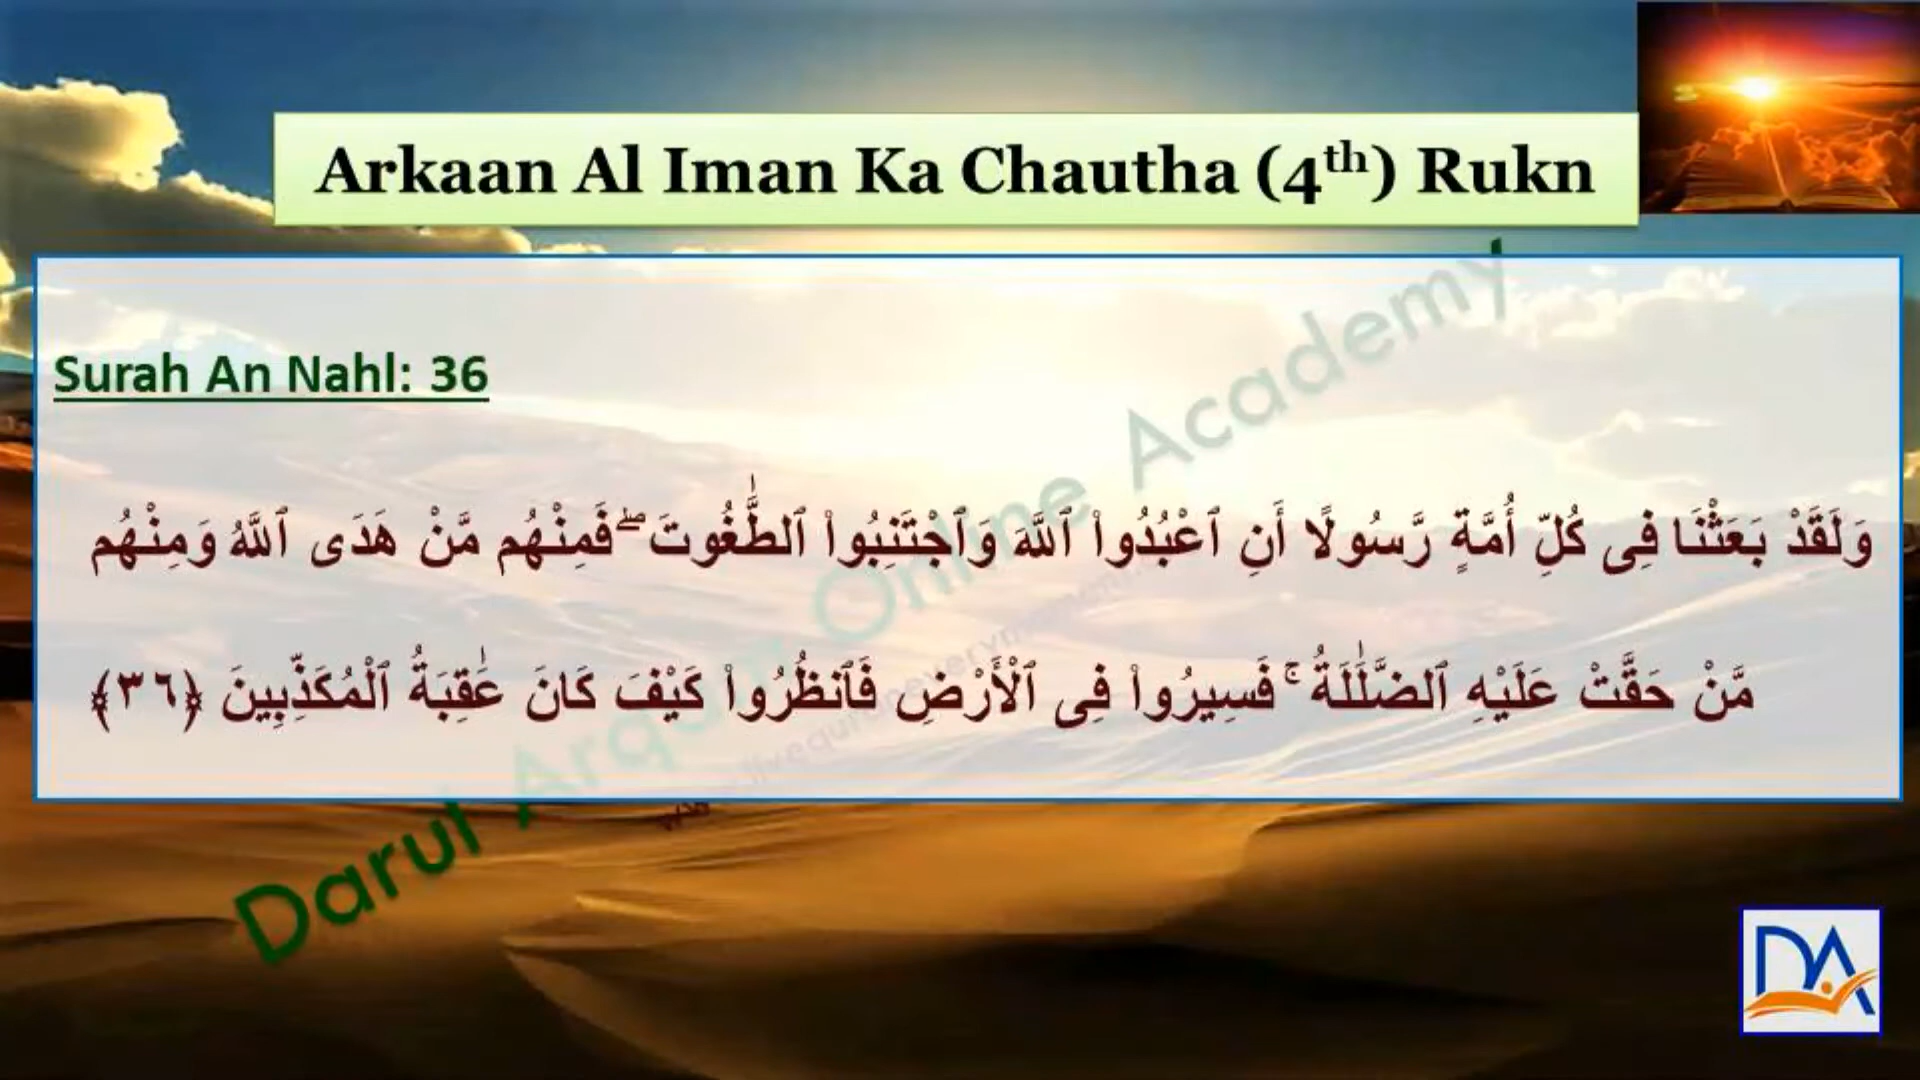 Arkaan Al Iman Ka Chautha (4th) Rukn
Surah An Nahl: 36
وَلَقَدْ بَعَثْنَا فِى كُلِّ أُمَّةٍ رَّسُولًا أَنِ ٱعْبُدُوا۟ ٱللَّهَ وَٱجْتَنِبُوا۟ ٱلطَّٰغُوتَ ۖ فَمِنْهُم مَّنْ هَدَى ٱللَّهُ وَمِنْهُم
مَّنْ حَقَّتْ عَلَيْهِ ٱلضَّلَٰلَةُ ۚ فَسِيرُوا۟ فِى ٱلْأَرْضِ فَٱنظُرُوا۟ كَيْفَ كَانَ عَٰقِبَةُ ٱلْمُكَذِّبِينَ ﴿٣٦﴾
Darul Arqam Online Academy
DA